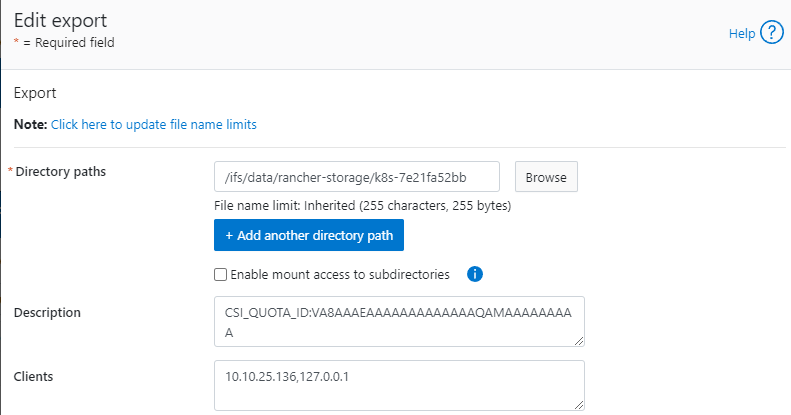 Edit export
* = Required field
Help ?
Export
Note: Click here to update file name limits
* Directory paths
/ifs/data/rancher-storage/k8s-7e21fa52bb
Browse
File name limit: Inherited (255 characters, 255 bytes)
+ Add another directory path
Enable mount access to subdirectories i
Description
CSI_QUOTA_ID:VA8AAAEAAAAAAAAAAAAAQAMAAAAAAAA
A
Clients
10.10.25.136,127.0.0.1